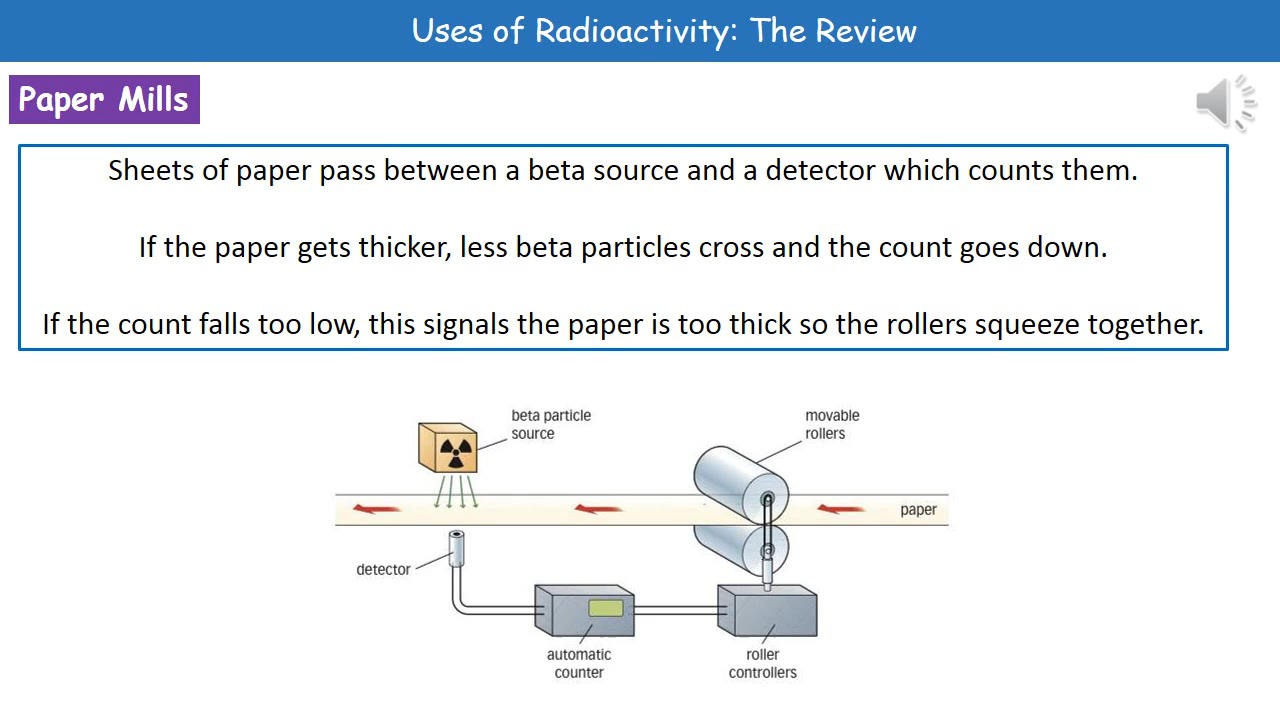 Uses of Radioactivity: The Review
Paper Mills
Sheets of paper pass between a beta source and a detector which counts them.
If the paper gets thicker, less beta particles cross and the count goes down.
If the count falls too low, this signals the paper is too thick so the rollers squeeze together.
beta particle
source
movable
rollers
paper
detector
automatic
counter
roller
controllers